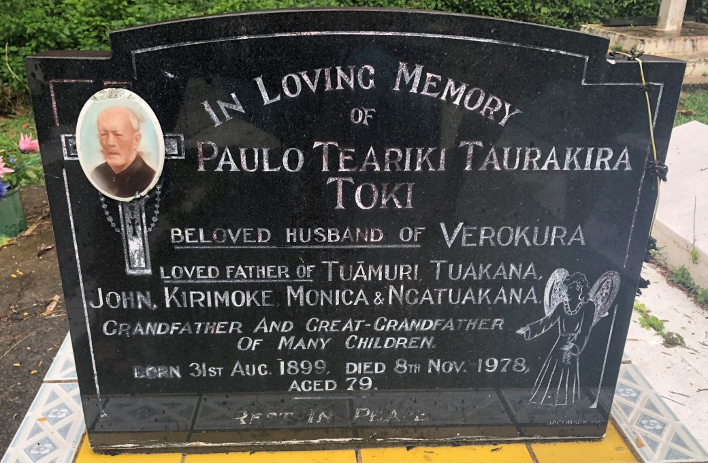 IN LOVING MEMORY
OF
PAULO TEARIKI TAURAKIRA
TOKI
BELOVED HUSBAND OF VEROKURA
LOVED FATHER OF TUĀMURI, TUAKANA,
JOHN, KIRIMOKE, MONICA & NGATUAKANA.
GRANDFATHER AND GREAT-GRANDFATHER
OF MANY CHILDREN.
BORN 31ST AUG. 1899. DIED 8TH NOV. 1978,
AGED 79.
REST IN PEACE